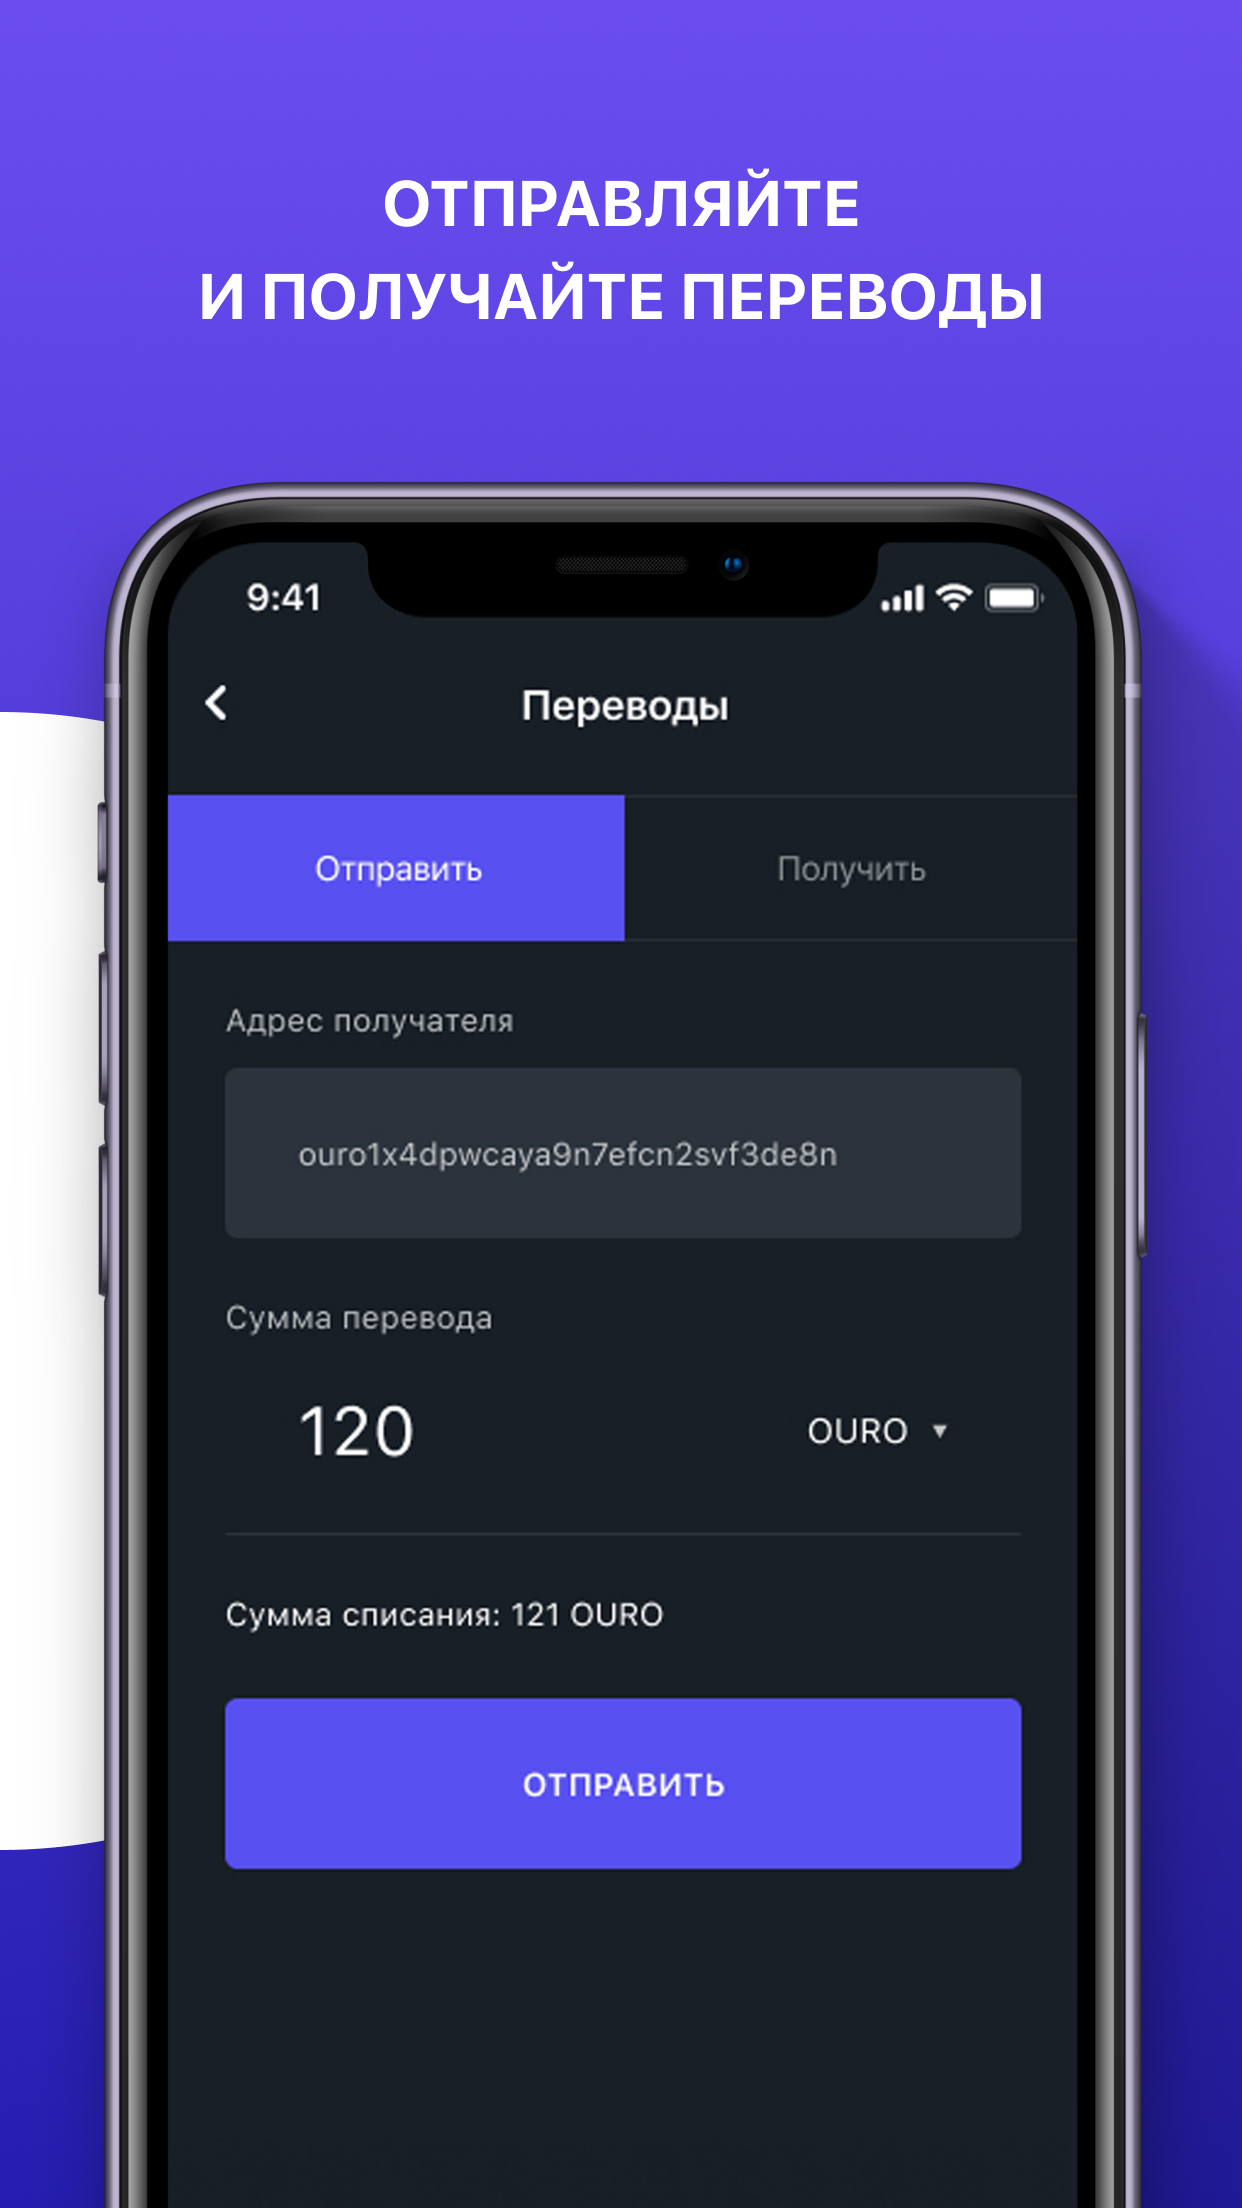 ОТПРАВЛЯЙТЕ
И ПОЛУЧАЙТЕ ПЕРЕВОДЫ
9:41
Переводы
Отправить
Получить
Адрес получателя
ouro1x4dpwcaya9n7efcn2svf3de8n
Сумма перевода
120
OURO
Сумма списания: 121 OURO
ОТПРАВИТЬ